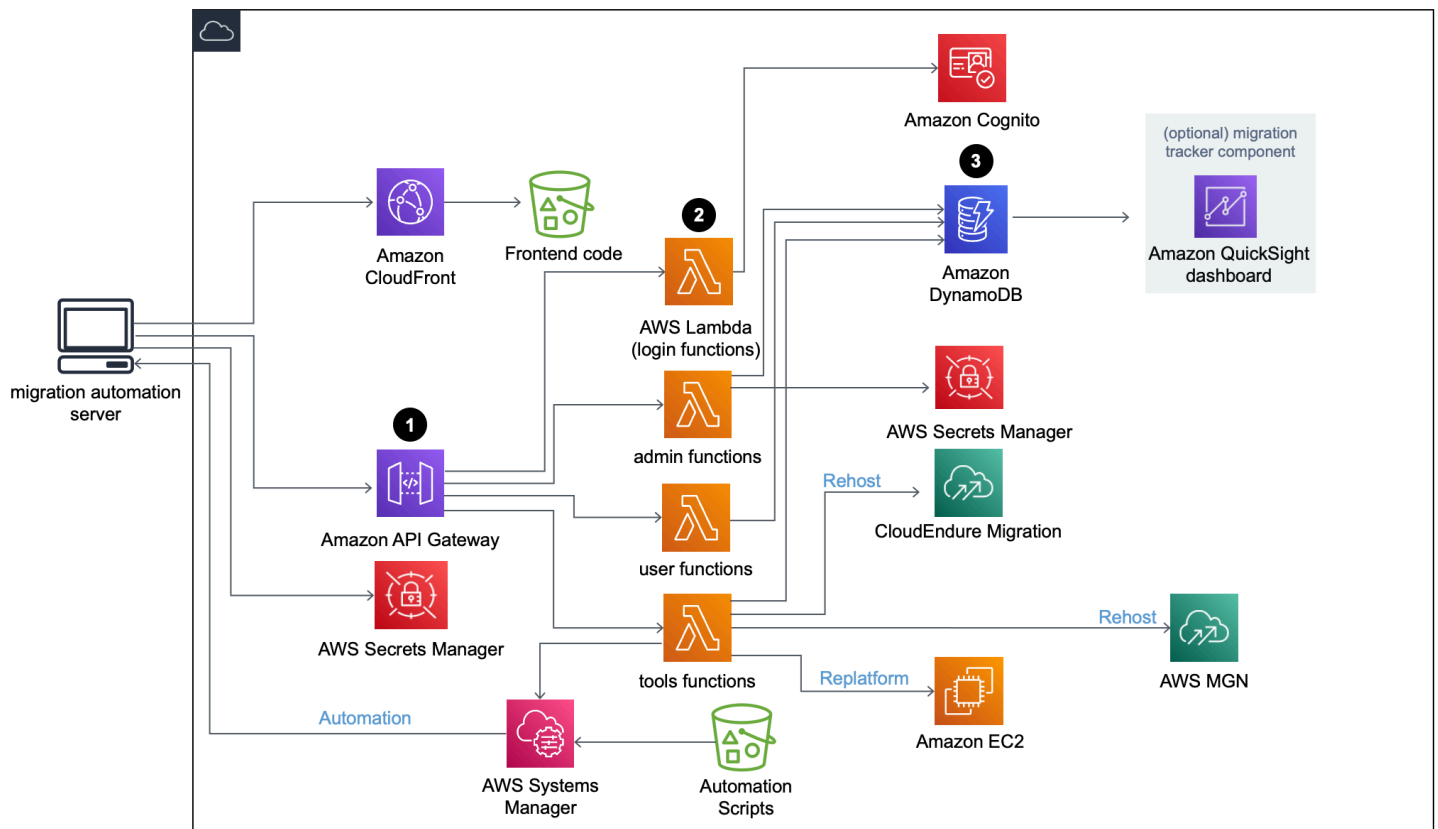 Amazon Cognito
(optional) migration
tracker component
3
Amazon QuickSight
dashboard
2
Frontend code
Amazon
CloudFront
Amazon
DynamoDB
AWS Lambda
(login functions)
migration automation
server
1
admin functions
AWS Secrets Manager
Rehost
CloudEndure Migration
Amazon API Gateway
user functions
AWS Secrets Manager
Rehost
tools functions
Replatform
AWS MGN
Automation
Amazon EC2
AWS Systems
Manager
Automation
Scripts